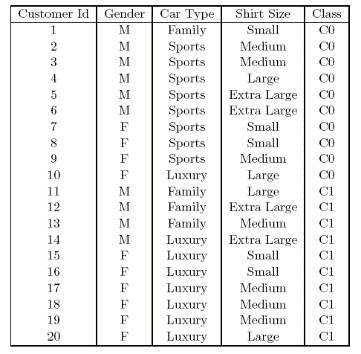 Customer Id Gender Car Type Shirt Size Class
1 M Family Small C0
2 M Sports Medium C0
3 M Sports Medium C0
4 M Sports Large C0
5 M Sports Extra Large C0
6 M Sports Extra Large C0
7 F Sports Small C0
8 F Sports Small C0
9 F Sports Medium C0
10 F Luxury Large C0
11 M Family Large C1
12 M Family Extra Large C1
13 M Family Medium C1
14 M Luxury Extra Large C1
15 F Luxury Small C1
16 F Luxury Small C1
17 F Luxury Medium C1
18 F Luxury Medium C1
19 F Luxury Medium C1
20 F Luxury Large C1